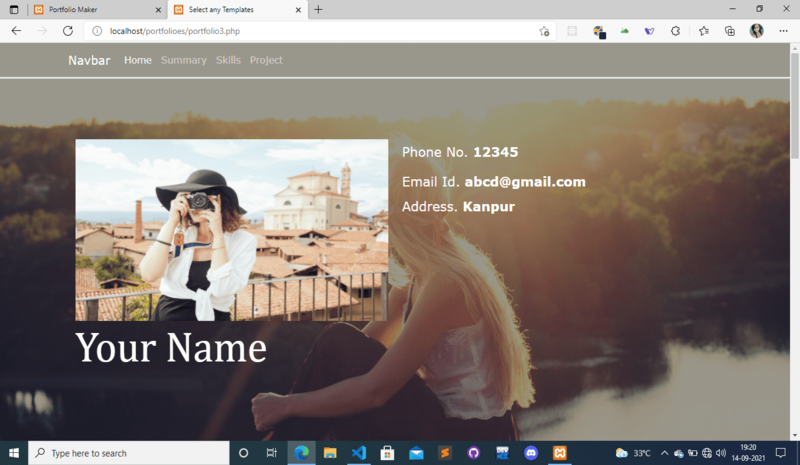 Portfolio Maker
Select any Templates
localhost/portfolioes/portfolio3.php
Navbar Home Summary Skills Project
Phone No. 12345
Email Id. abcd@gmail.com
Address. Kanpur
Your Name
Type here to search
33°C
19:20
14-09-2021